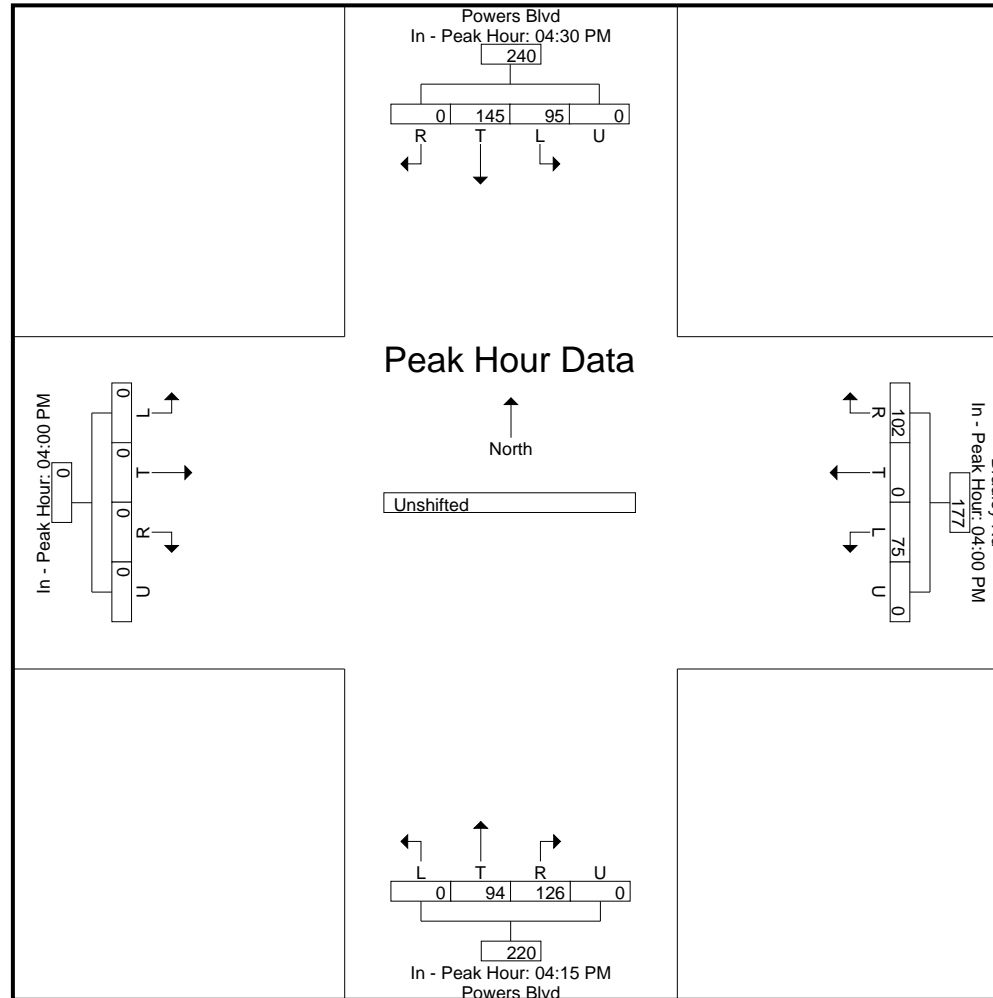 Powers Blvd
In - Peak Hour: 04:30 PM
240
0 145 95 0
R T L U
Peak Hour Data
North
Unshifted
In - Peak Hour: 04:00 PM
0
0 0 0 0
L T R U
Rd
In - Peak Hour: 04:00 PM
177
102 0 75 0
R T L U
L T R U
0 94 126 0
220
In - Peak Hour: 04:15 PM
Powers Blvd